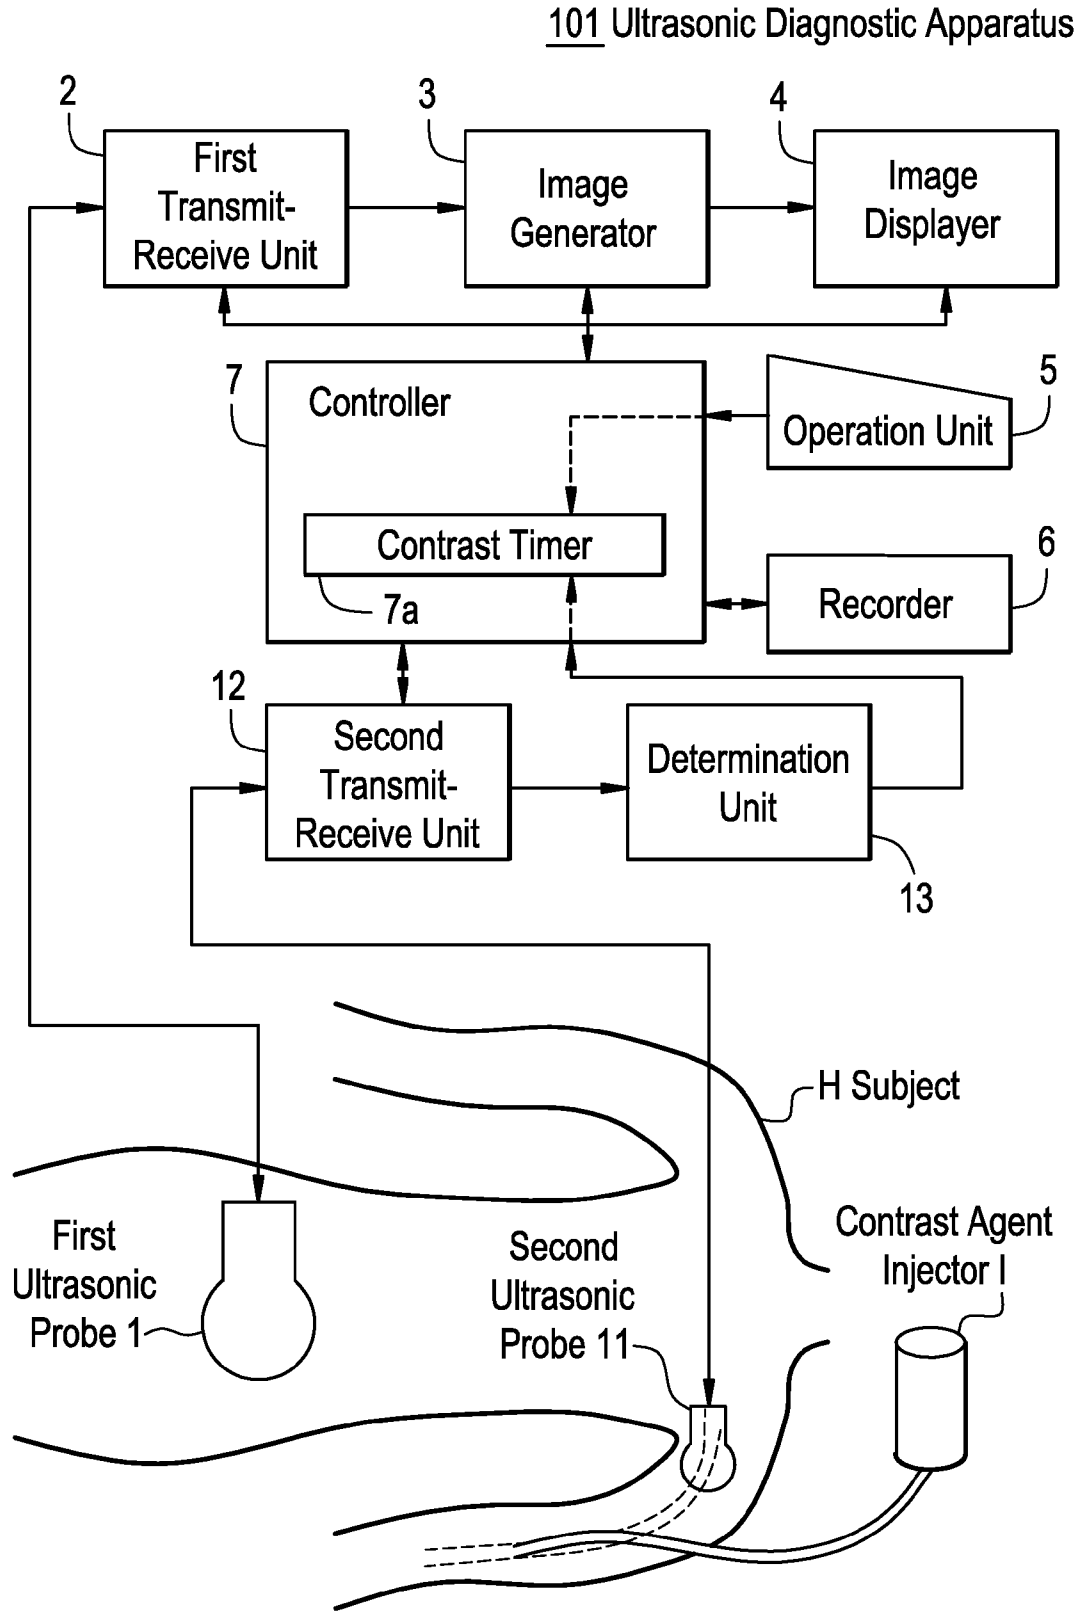 101 Ultrasonic Diagnostic Apparatus
2
3
4
First
Transmit-
Receive Unit
Image
Generator
Image
Displayer
7
Controller
5
Operation Unit
Contrast Timer
7a
6
Recorder
12
Second
Transmit-
Receive Unit
Determination
Unit
13
H Subject
First
Ultrasonic
Probe 1
Second
Ultrasonic
Probe 11
Contrast Agent
Injector I